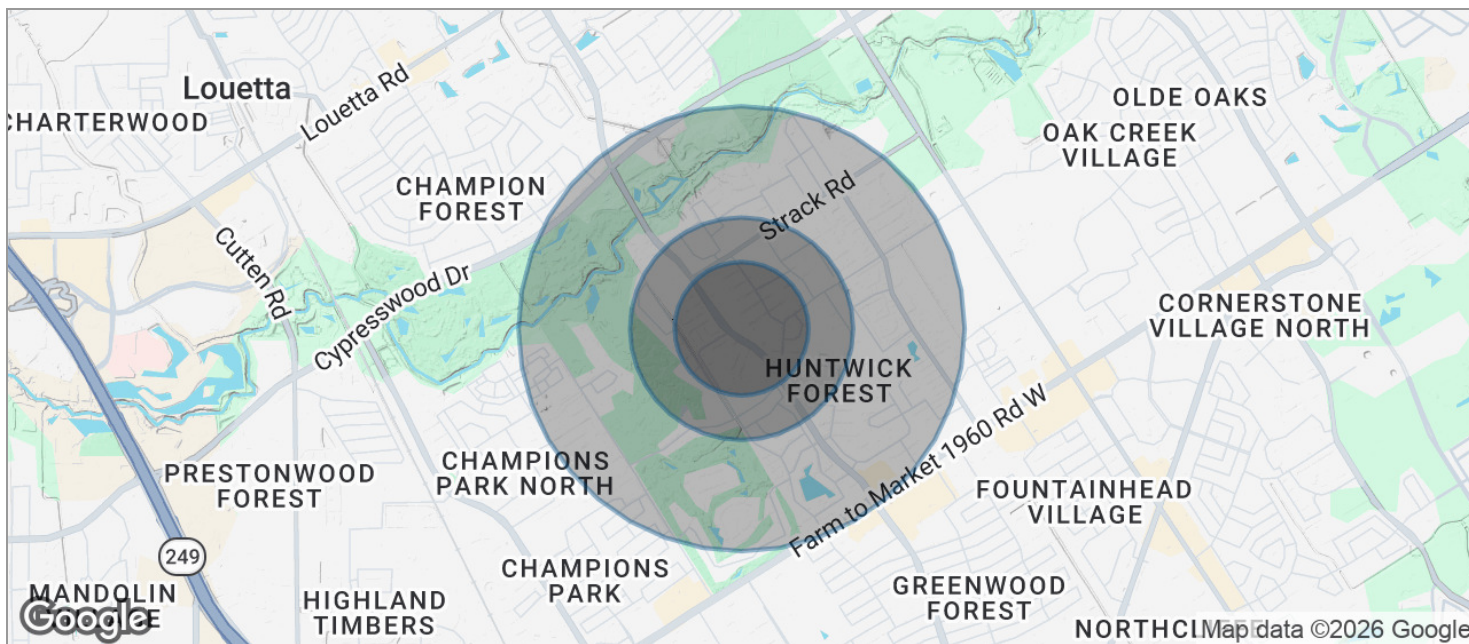 Louetta
CHARTERWOOD
Louetta Rd
OLDE OAKS
OAK CREEK
VILLAGE
CHAMPION
FOREST
Strack Rd
Cutten Rd
Cypresswood Dr
CORNERSTONE
VILLAGE NORTH
HUNTWICK
FOREST
Farm to Market 1960 Rd W
PRESTONWOOD
FOREST
CHAMPIONS
PARK NORTH
FOUNTAINHEAD
VILLAGE
249
CHAMPIONS
PARK
GREENWOOD
FOREST
MANDOLIN
HIGHLAND
TIMBERS
Google
Map data ©2026 Google